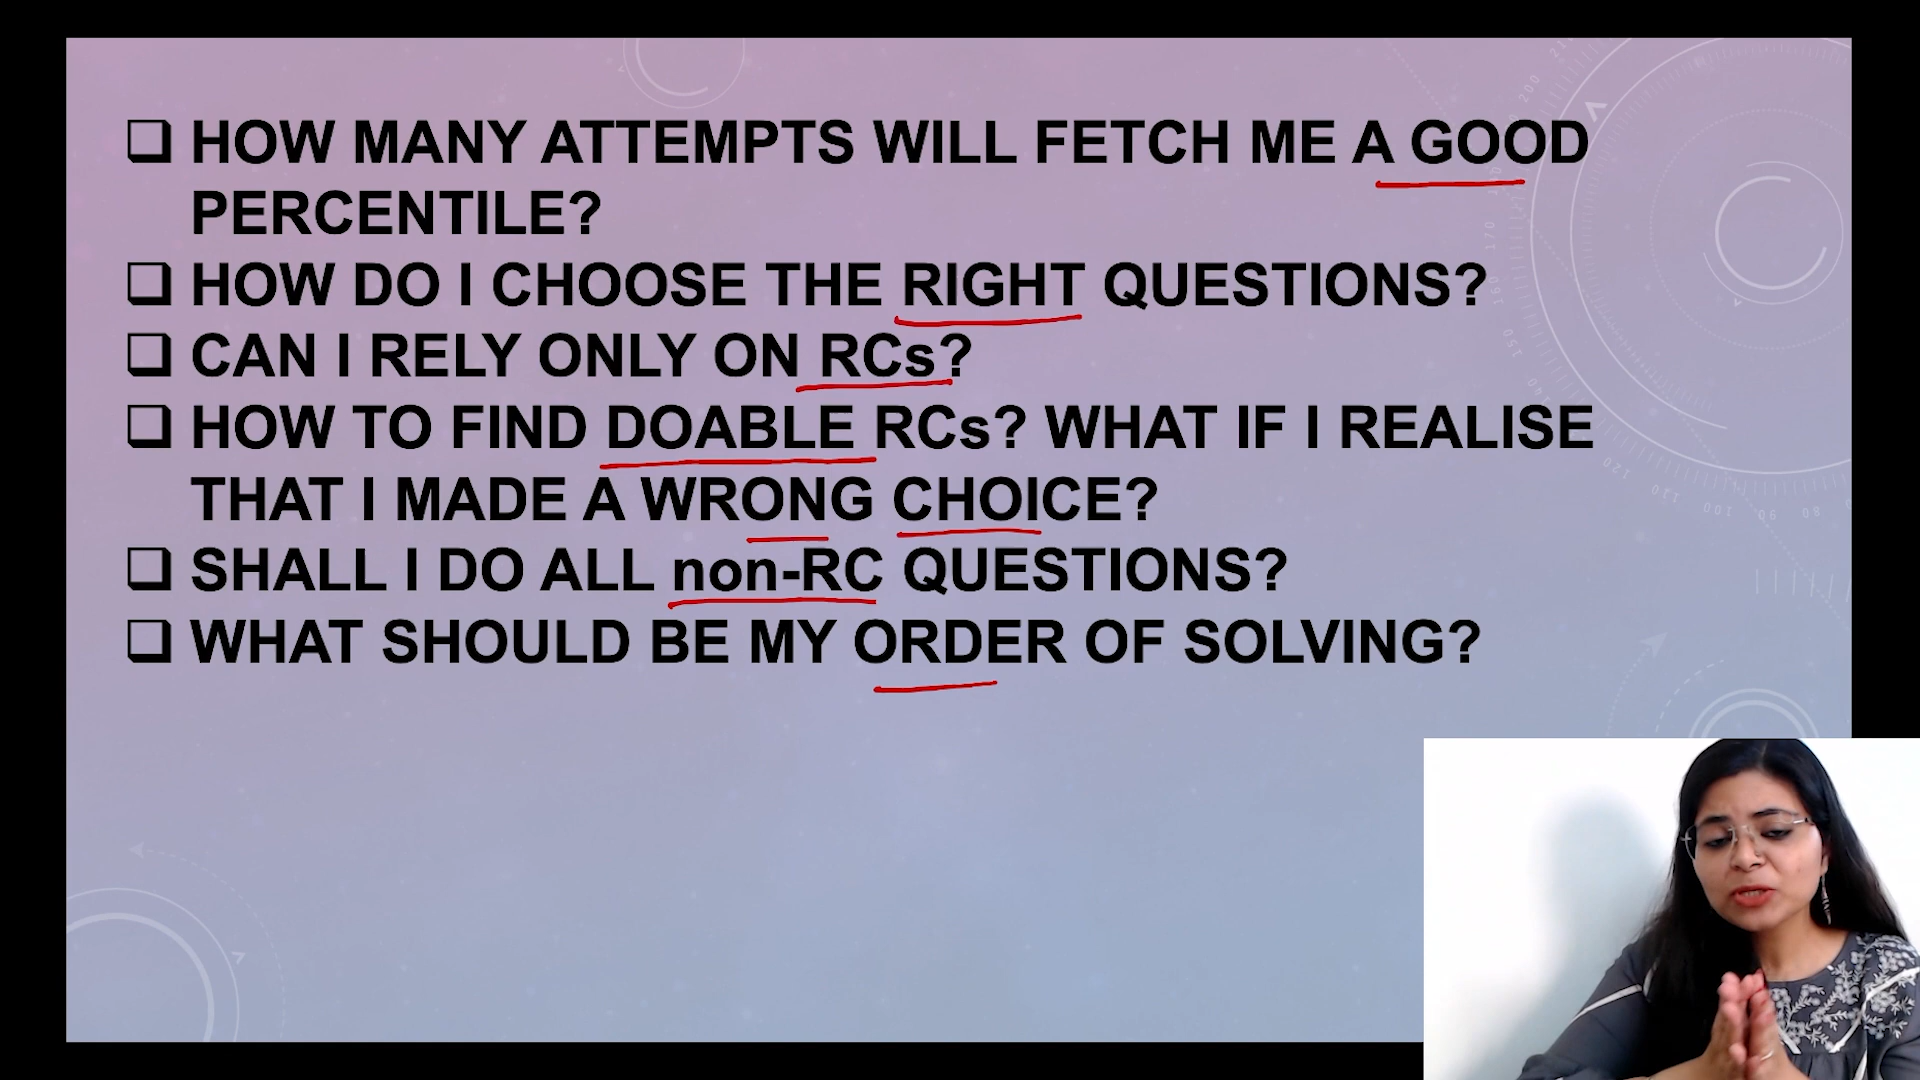 ❑ HOW MANY ATTEMPTS WILL FETCH ME A GOOD
PERCENTILE?
❑ HOW DO I CHOOSE THE RIGHT QUESTIONS?
❑ CAN I RELY ONLY ON RCs?
❑ HOW TO FIND DOABLE RCs? WHAT IF I REALISE
THAT I MADE A WRONG CHOICE?
❑ SHALL I DO ALL non-RC QUESTIONS?
❑ WHAT SHOULD BE MY ORDER OF SOLVING?